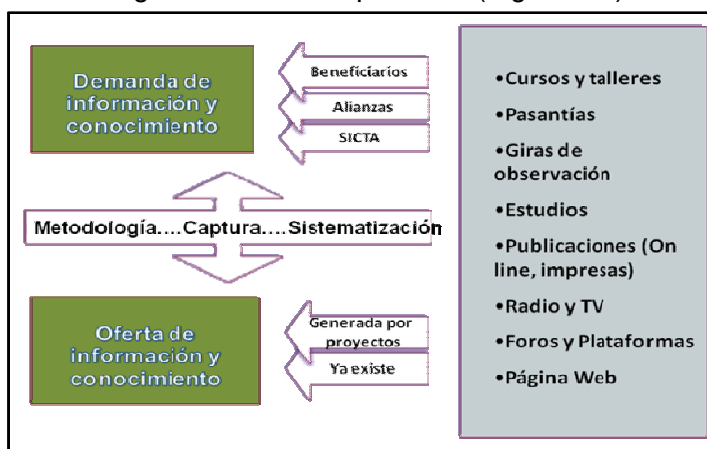 Demanda de
información y
conocimiento
Beneficiarios
Alianzas
SICTA
Metodología....Captura....Sistematización
Oferta de
información y
conocimiento
Generada por
proyectos
Ya existe
•Cursos y talleres
•Pasantías
•Giras de
observación
•Estudios
•Publicaciones (On
line, impresas)
•Radio y TV
•Foros y Plataformas
•Página Web